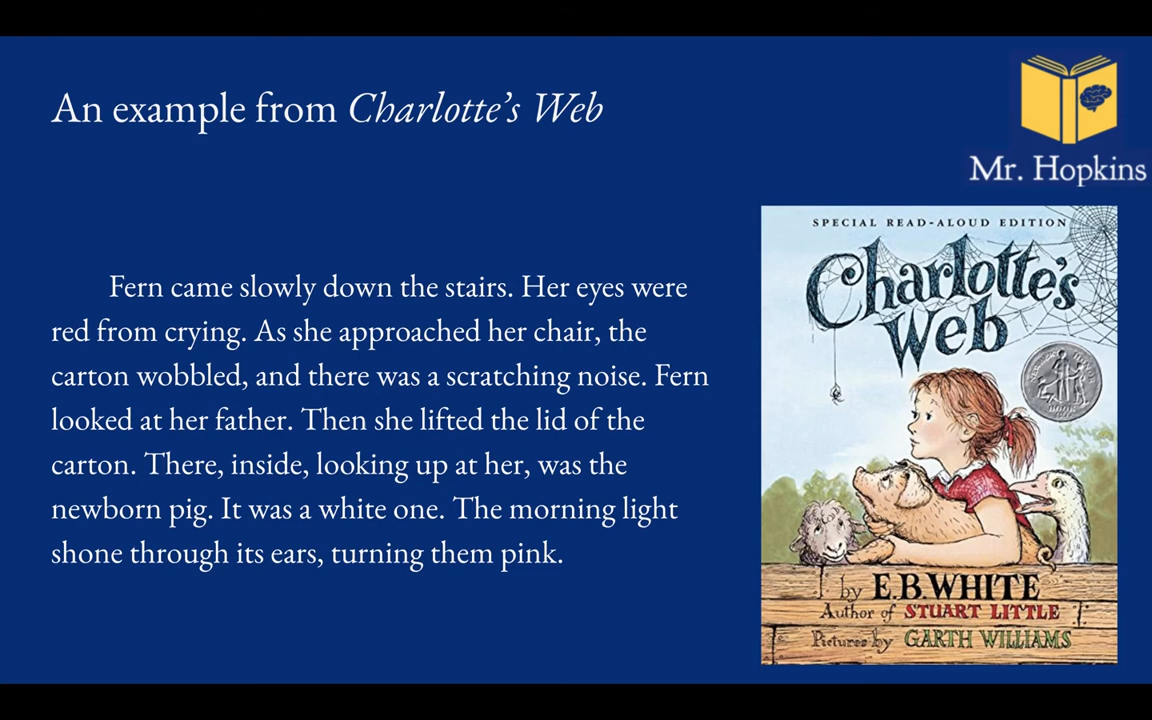 An example from Charlotte's Web
Mr. Hopkins
Fern came slowly down the stairs. Her eyes were
red from crying. As she approached her chair, the
carton wobbled, and there was a scratching noise. Fern
looked at her father. Then she lifted the lid of the
carton. There, inside, looking up at her, was the
newborn pig. It was a white one. The morning light
shone through its ears, turning them pink.
SPECIAL READ-ALOUD EDITION
Charlotte's
Web
by E.B. WHITE
Author of STUART LITTLE
Pictures by GARTH WILLIAMS